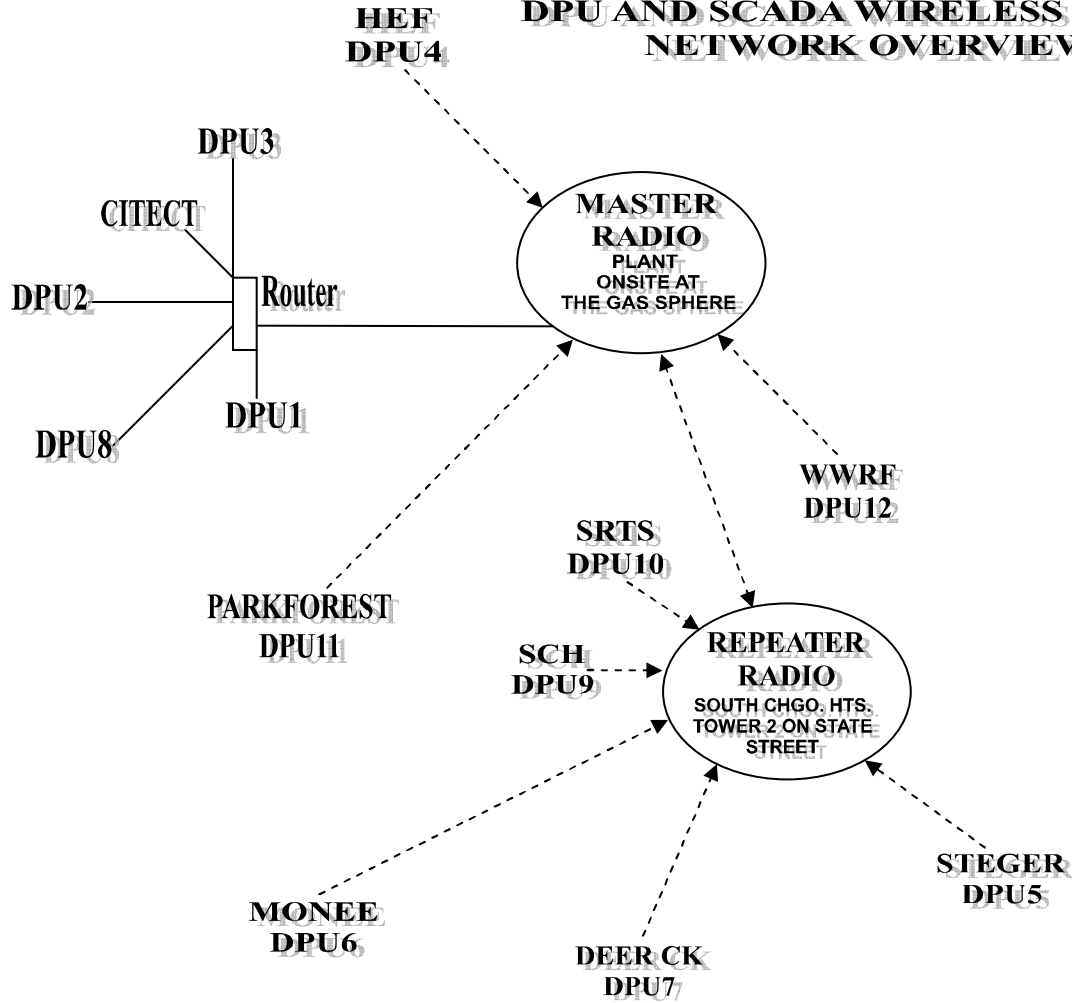 DPU AND SCADA WIRELESS
NETWORK OVERVIEW
HEF
DPU4
DPU3
CITECT
DPU2
Router
DPU8
DPU1
MASTER
RADIO
PLANT
ONSITE AT
THE GAS SPHERE
WWRF
DPU12
SRTS
DPU10
PARKFOREST
DPU11
SCH
DPU9
REPEATER
RADIO
SOUTH CHGO. HTS.
TOWER 2 ON STATE
STREET
STEGER
DPU5
MONEE
DPU6
DEER CK
DPU7